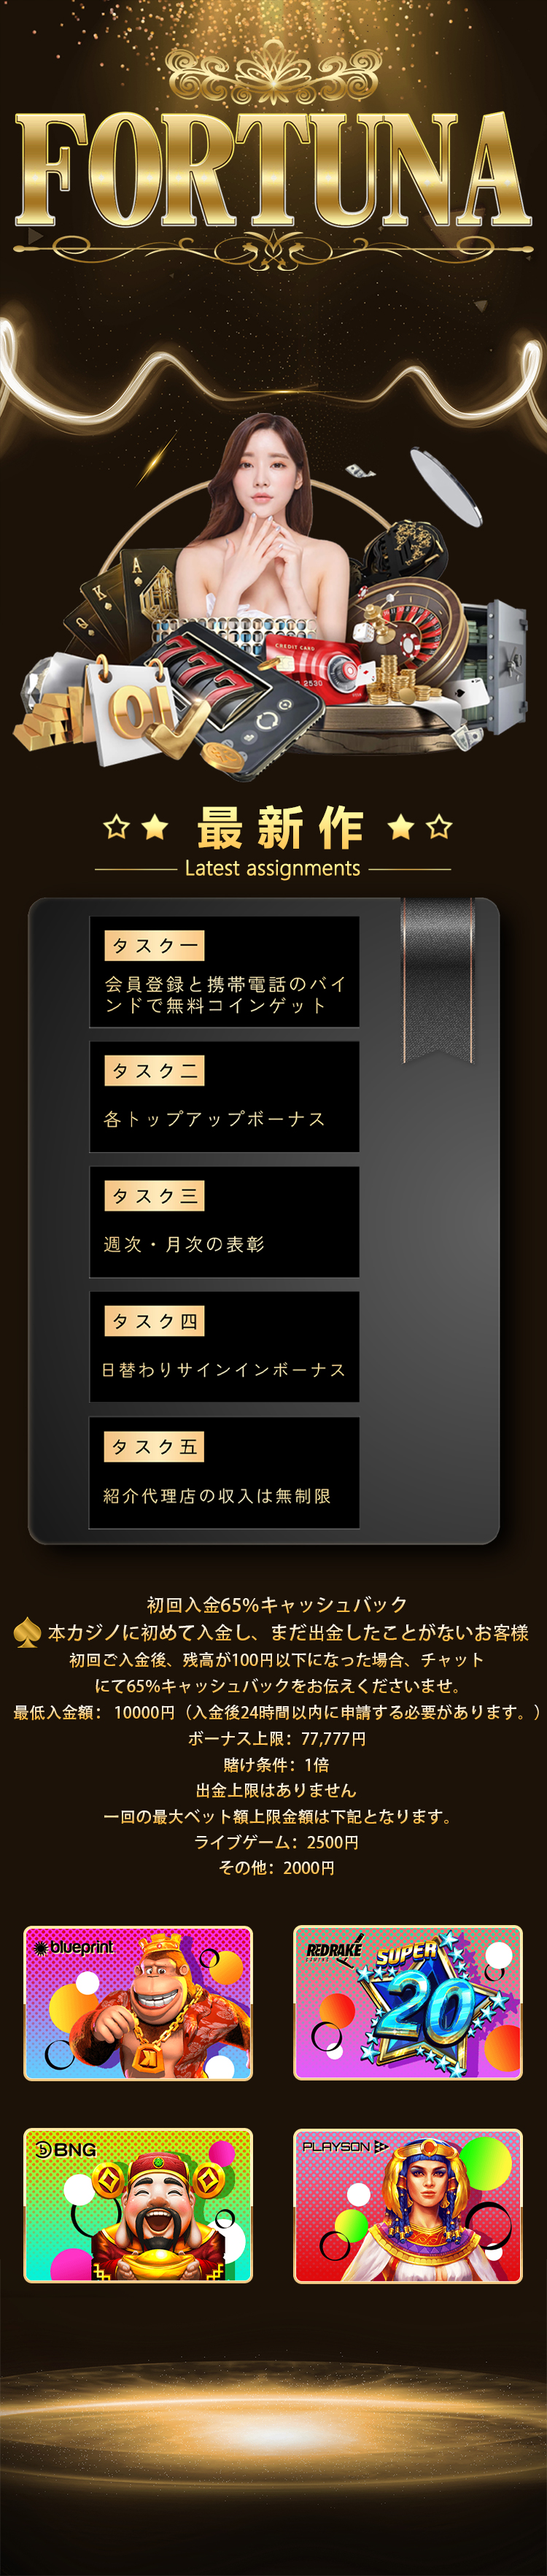 FORTUNA
A
K
Q
777
CREDIT CARD
2530
01
最新作
Latest assignments
タスク一
会員登録と携帯電話のバイ
ンドで無料コインゲット
タスク二
各トップアップボーナス
タスク三
週次・月次の表彰
タスク四
日替わりサインインボーナス
タスク五
紹介代理店の収入は無制限
初回入金65%キャッシュバック
本カジノに初めて入金し、まだ出金したことがないお客様
初回ご入金後、残高が100円以下になった場合、チャット
にて65%キャッシュバックをお伝えくださいませ。
最低入金額： 10000円（入金後24時間以内に申請する必要があります。）
ボーナス上限：77,777円
賭け条件：1倍
出金上限はありません
一回の最大ベット額上限金額は下記となります。
ライブゲーム：2500円
その他：2000円
blueprint
K
REDRAKE
SUPER
20
BNG
PLAYSON